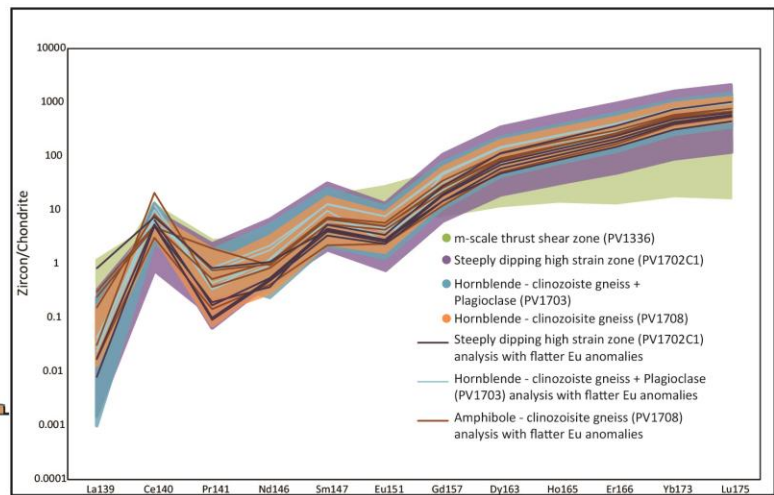 10000
1000
100
10
1
0.1
0.01
0.001
0.0001
Zircon/Chondrite
m-scale thrust shear zone (PV1336)
Steeply dipping high strain zone (PV1702C1)
Hornblende - clinozoiste gneiss +
Plagioclase (PV1703)
Hornblende - clinozoisite gneiss (PV1708)
Steeply dipping high strain zone (PV1702C1)
analysis with flatter Eu anomalies
Hornblende - clinozoiste gneiss + Plagioclase
(PV1703) analysis with flatter Eu anomalies
Amphibole - clinozoisite gneiss (PV1708)
analysis with flatter Eu anomalies
La139 Ce140 Pr141 Nd146 Sm147 Eu151 Gd157 Dy163 Ho165 Er166 Yb173 Lu175